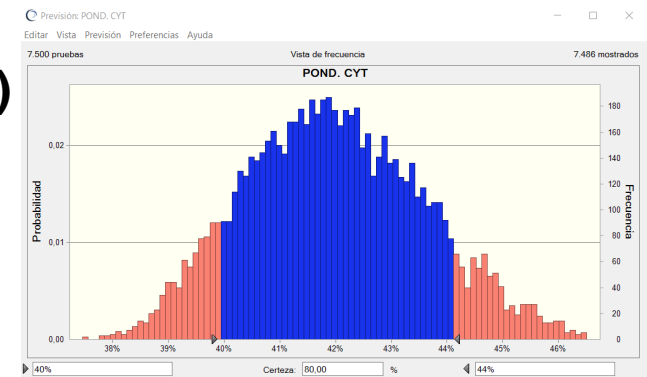 Previsión: POND. CYT
Editar Vista Previsión Preferencias Ayuda
7.500 pruebas Vista de frecuencia 7.486 mostrados
)
POND. CYT
Probabilidad
0,02
0,01
0,00
180
160
140
120
100
80
60
40
20
0
Frecuencia
38% 39% 40% 41% 42% 43% 44% 45% 46%
40% Certeza: 80,00 % 44%